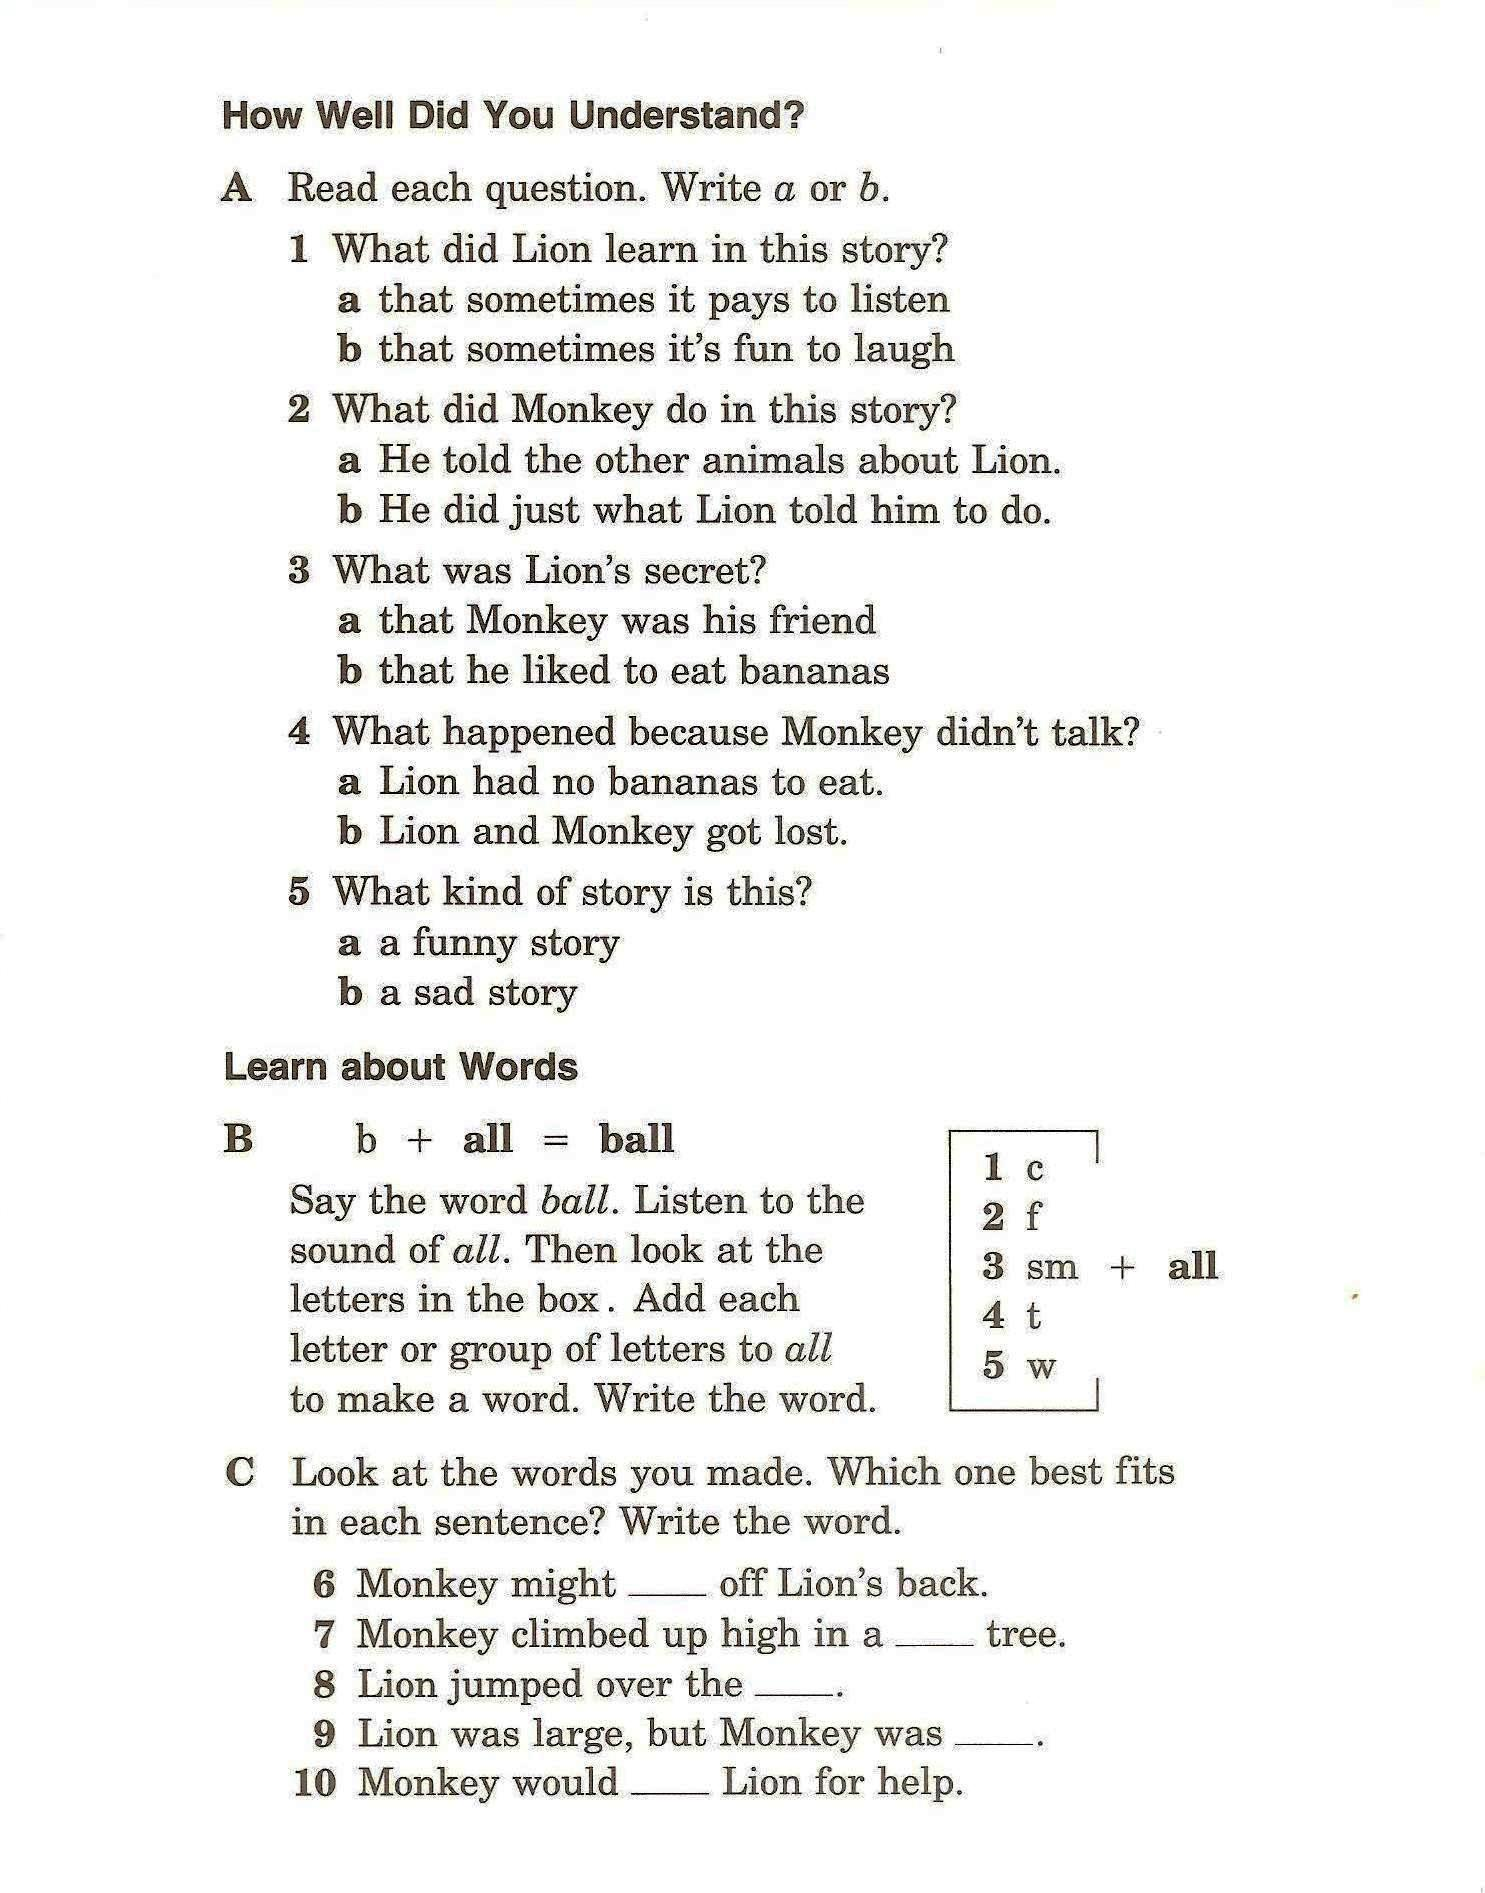 How Well Did You Understand?
A Read each question. Write a or b.
1 What did Lion learn in this story?
a that sometimes it pays to listen
b that sometimes it's fun to laugh
2 What did Monkey do in this story?
a He told the other animals about Lion.
b He did just what Lion told him to do.
3 What was Lion's secret?
a that Monkey was his friend
b that he liked to eat bananas
4 What happened because Monkey didn't talk?
a Lion had no bananas to eat.
b Lion and Monkey got lost.
5 What kind of story is this?
a a funny story
b a sad story
Learn about Words
B b + all = ball
Say the word ball. Listen to the
sound of all. Then look at the
letters in the box. Add each
letter or group of letters to all
to make a word. Write the word.
1 c
2 f
3 sm + all
4 t
5 w
C Look at the words you made. Which one best fits
in each sentence? Write the word.
6 Monkey might ____ off Lion's back.
7 Monkey climbed up high in a ____ tree.
8 Lion jumped over the ____.
9 Lion was large, but Monkey was ____.
10 Monkey would ____ Lion for help.